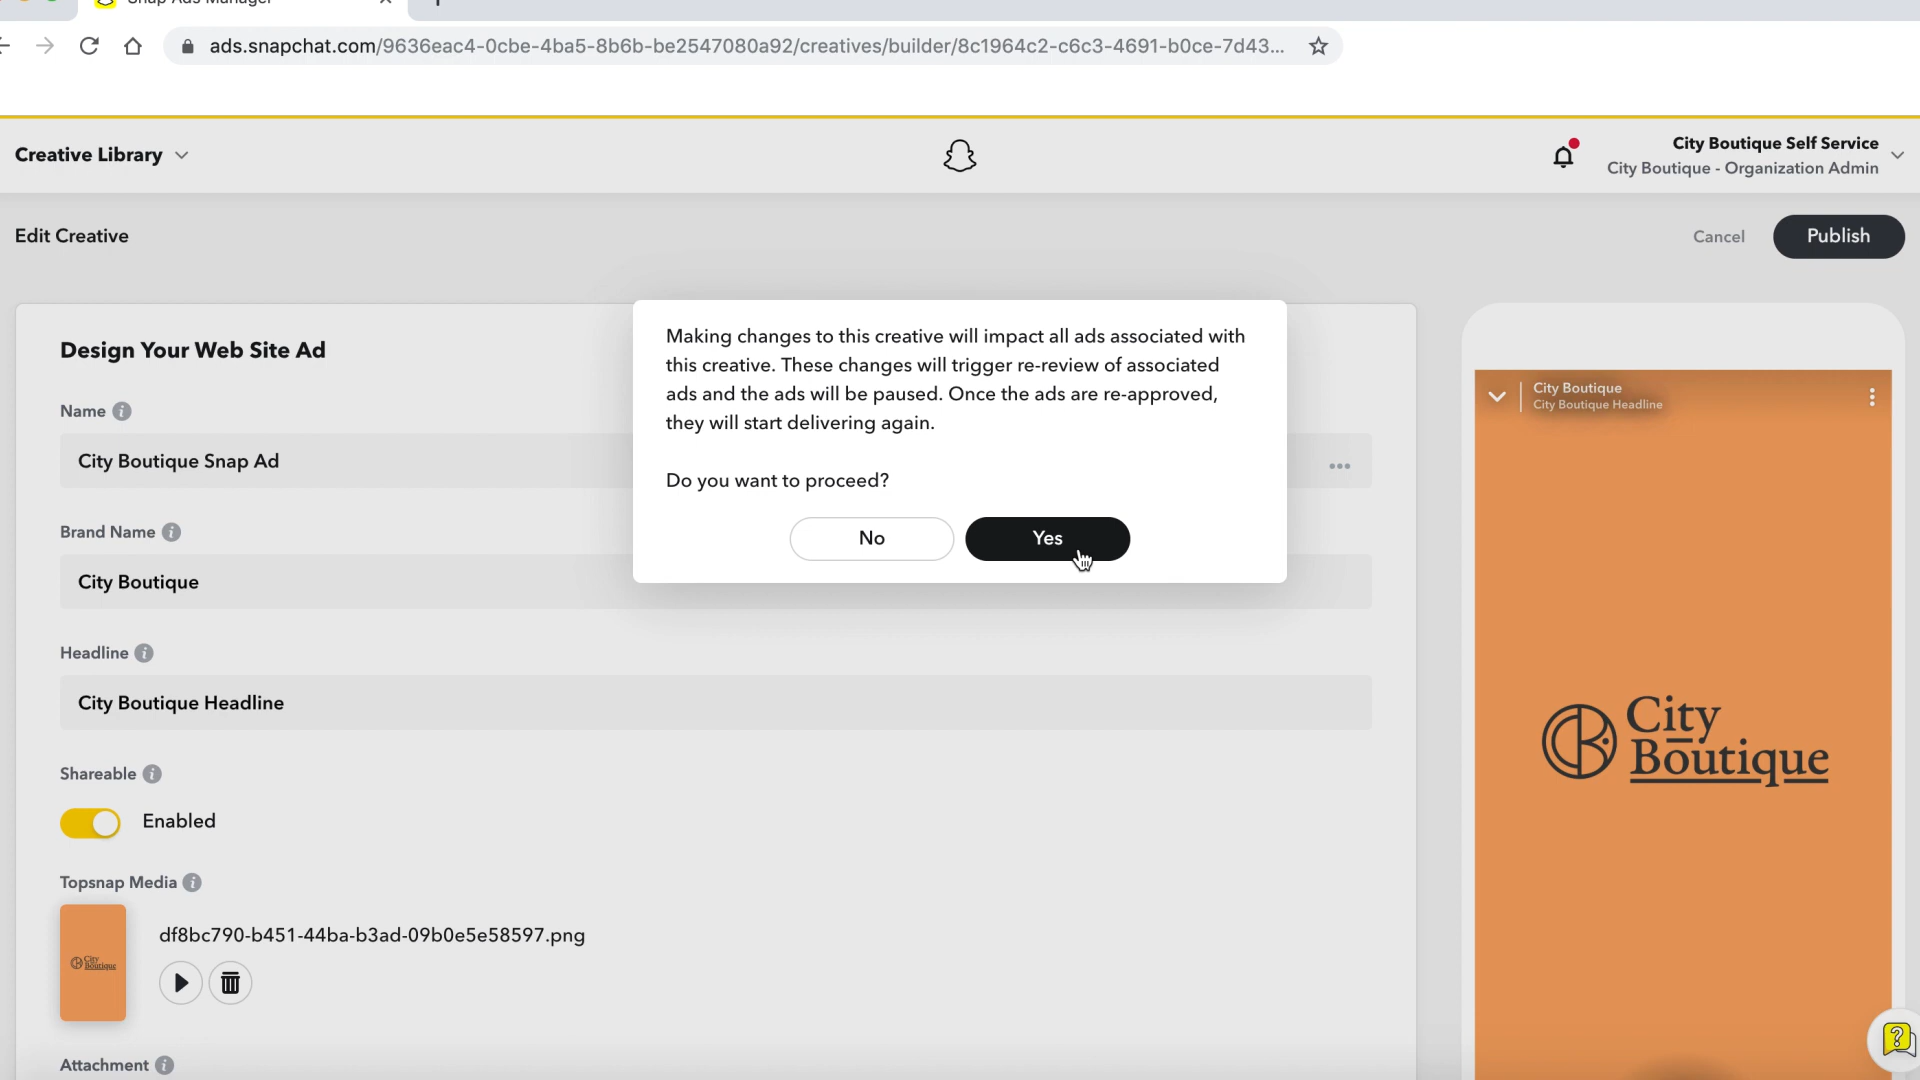 Snap Ads Manager
ads.snapchat.com/9636eac4-0cbe-4ba5-8b6b-be2547080a92/creatives/builder/8c1964c2-c6c3-4691-b0ce-7d43...
Creative Library
City Boutique Self Service
City Boutique - Organization Admin
Edit Creative
Cancel
Publish
Making changes to this creative will impact all ads associated with
this creative. These changes will trigger re-review of associated
ads and the ads will be paused. Once the ads are re-approved,
they will start delivering again.
Do you want to proceed?
No
Yes
Design Your Web Site Ad
Name
City Boutique Snap Ad
Brand Name
City Boutique
Headline
City Boutique Headline
Shareable
Enabled
Topsnap Media
City
Boutique
df8bc790-b451-44ba-b3ad-09b0e5e58597.png
Attachment
City Boutique
City Boutique Headline
City
Boutique